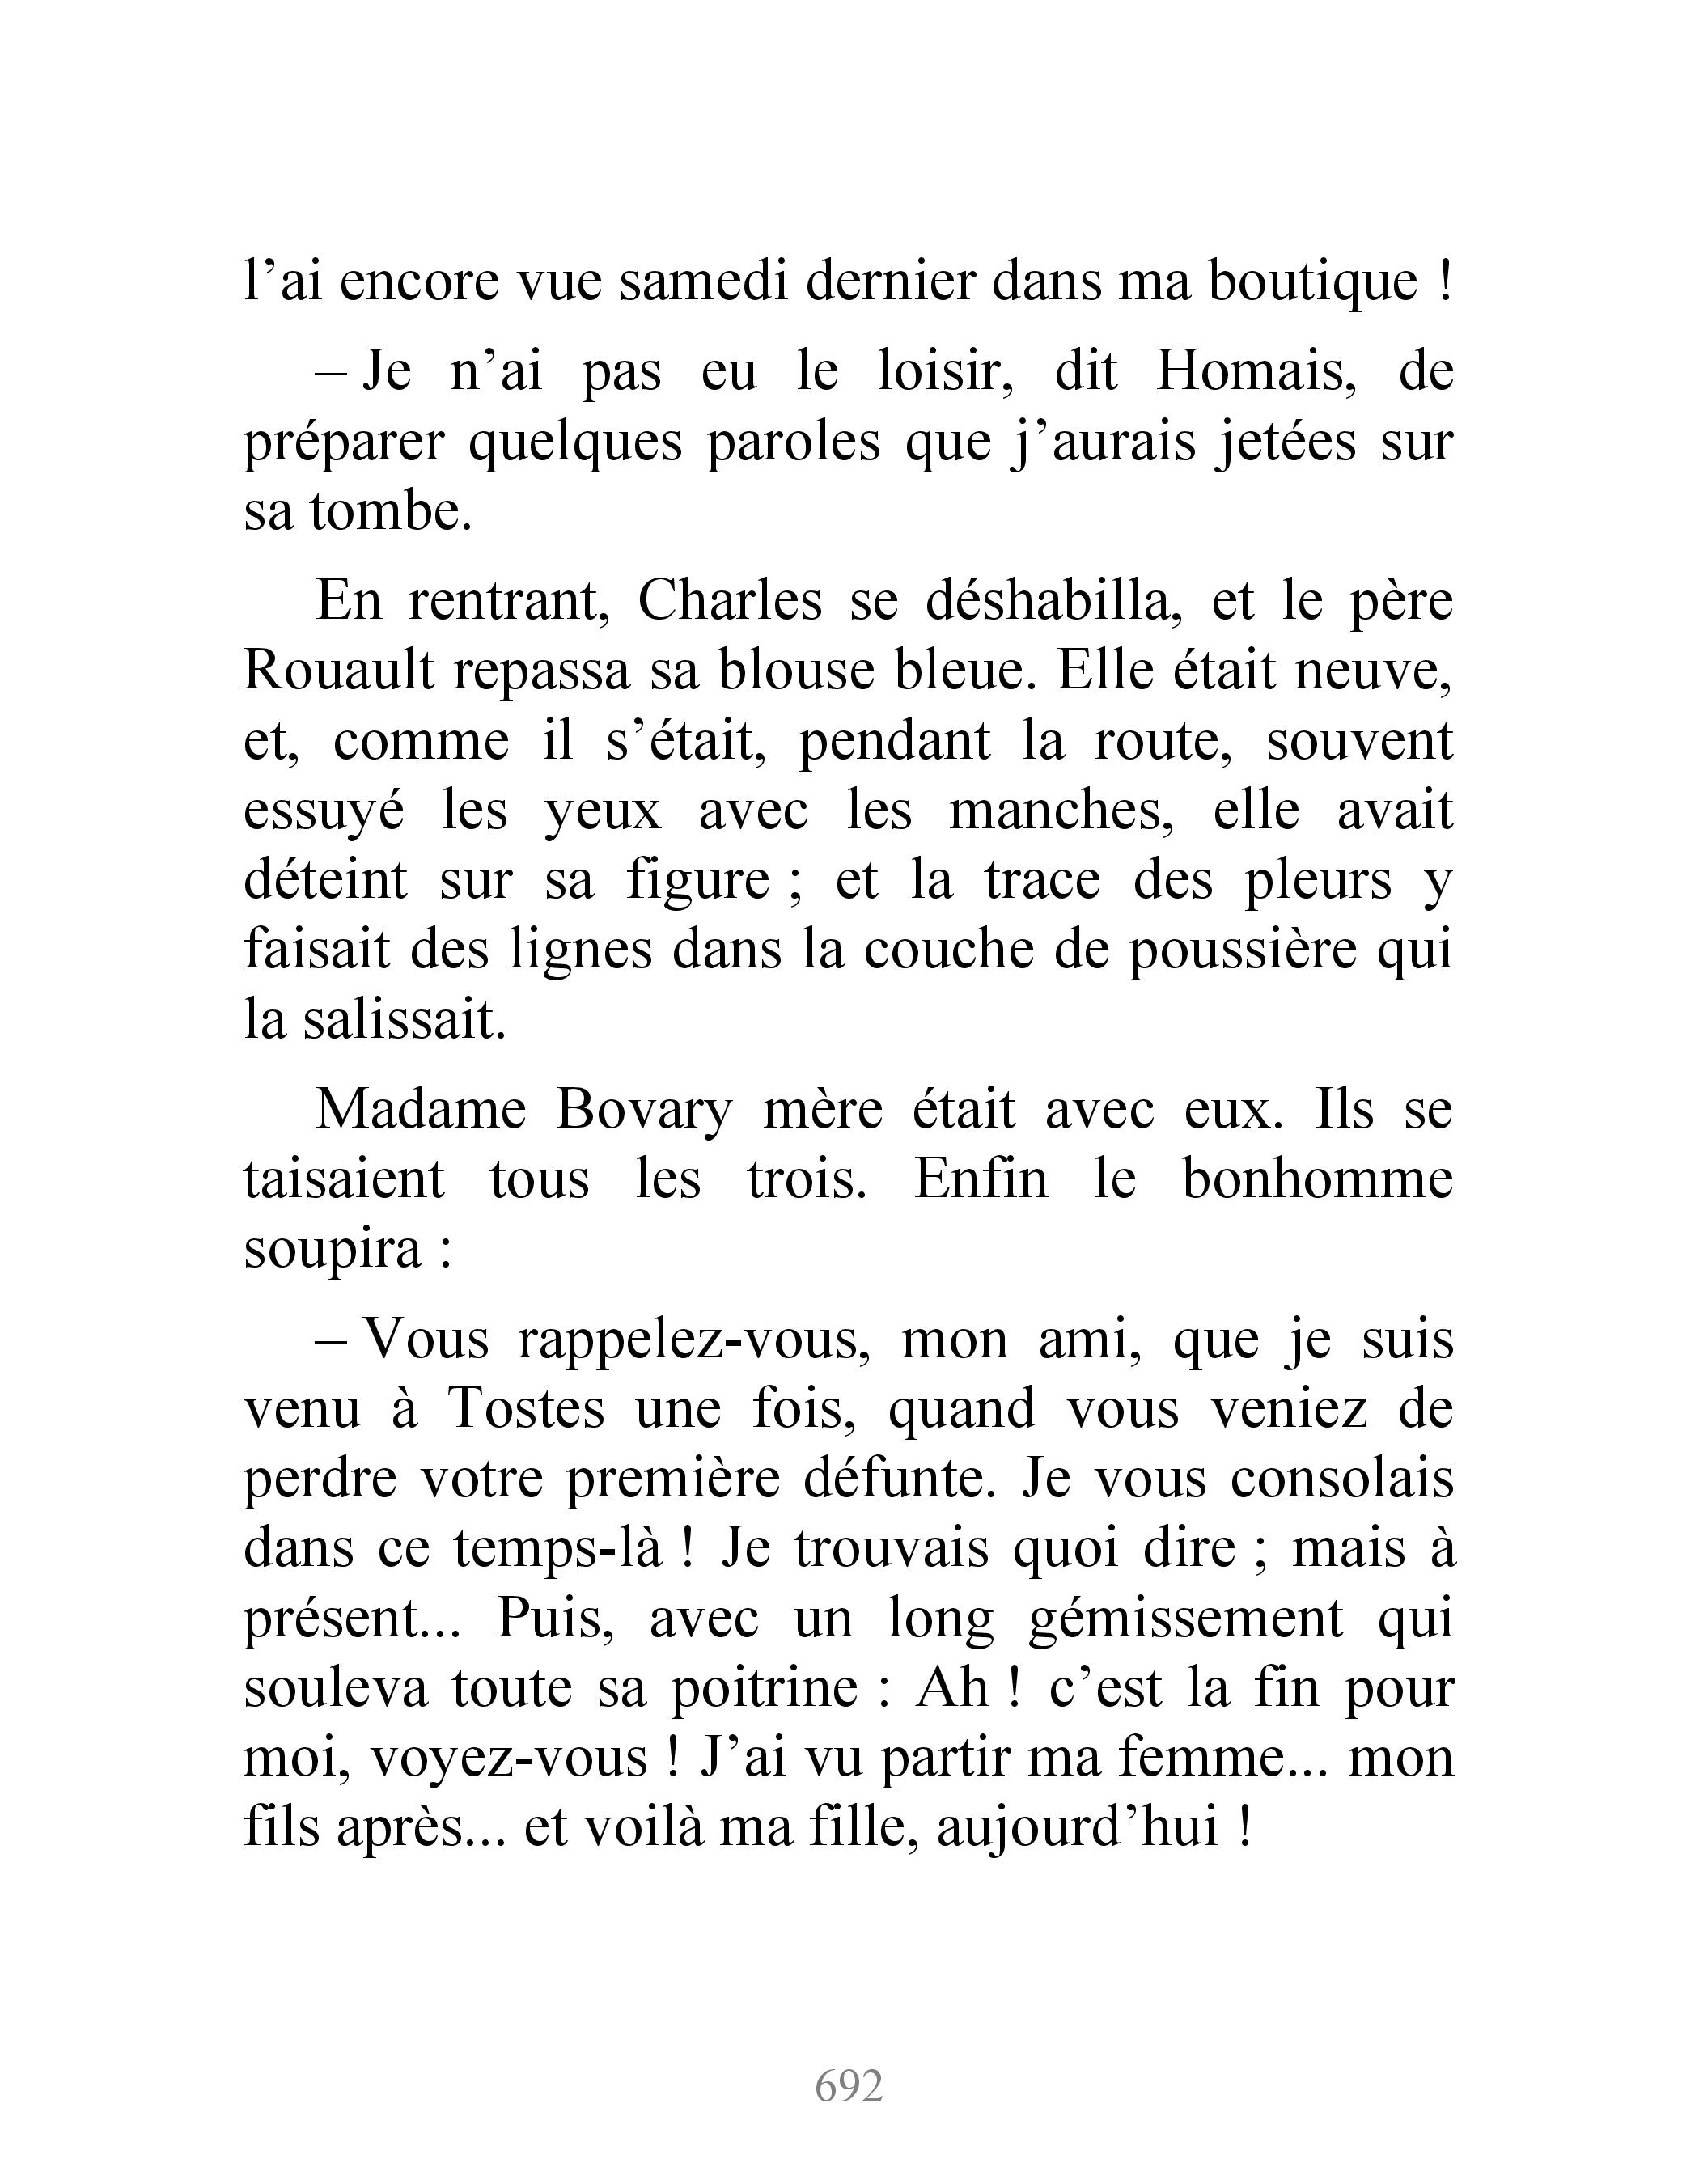 l’ai encore vue samedi dernier dans ma boutique !
– Je n’ai pas eu le loisir, dit Homais, de
préparer quelques paroles que j’aurais jetées sur
sa tombe.
En rentrant, Charles se déshabilla, et le père
Rouault repassa sa blouse bleue. Elle était neuve,
et, comme il s’était, pendant la route, souvent
essuyé les yeux avec les manches, elle avait
déteint sur sa figure ; et la trace des pleurs y
faisait des lignes dans la couche de poussière qui
la salissait.
Madame Bovary mère était avec eux. Ils se
taisaient tous les trois. Enfin le bonhomme
soupira :
– Vous rappelez-vous, mon ami, que je suis
venu à Tostes une fois, quand vous veniez de
perdre votre première défunte. Je vous consolais
dans ce temps-là ! Je trouvais quoi dire ; mais à
présent... Puis, avec un long gémissement qui
souleva toute sa poitrine : Ah ! c’est la fin pour
moi, voyez-vous ! J’ai vu partir ma femme... mon
fils après... et voilà ma fille, aujourd’hui !
692